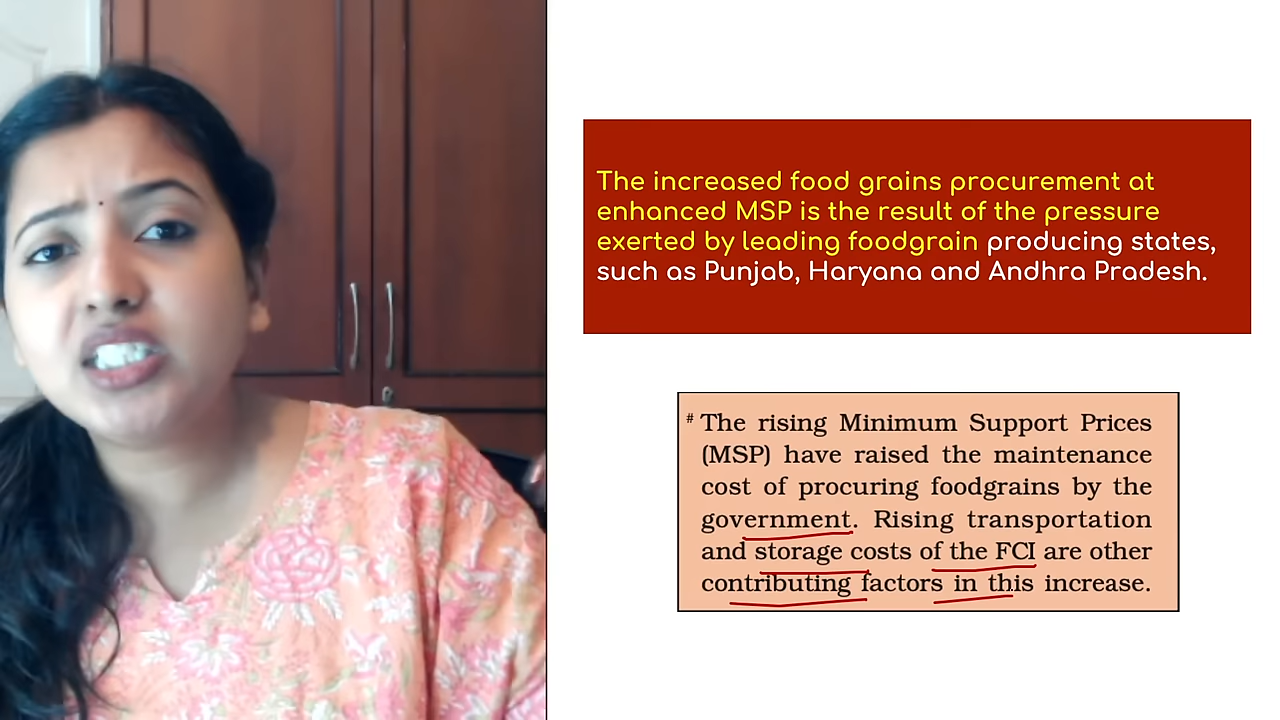 The increased food grains procurement at
enhanced MSP is the result of the pressure
exerted by leading foodgrain producing states,
such as Punjab, Haryana and Andhra Pradesh.
# The rising Minimum Support Prices
(MSP) have raised the maintenance
cost of procuring foodgrains by the
government. Rising transportation
and storage costs of the FCI are other
contributing factors in this increase.